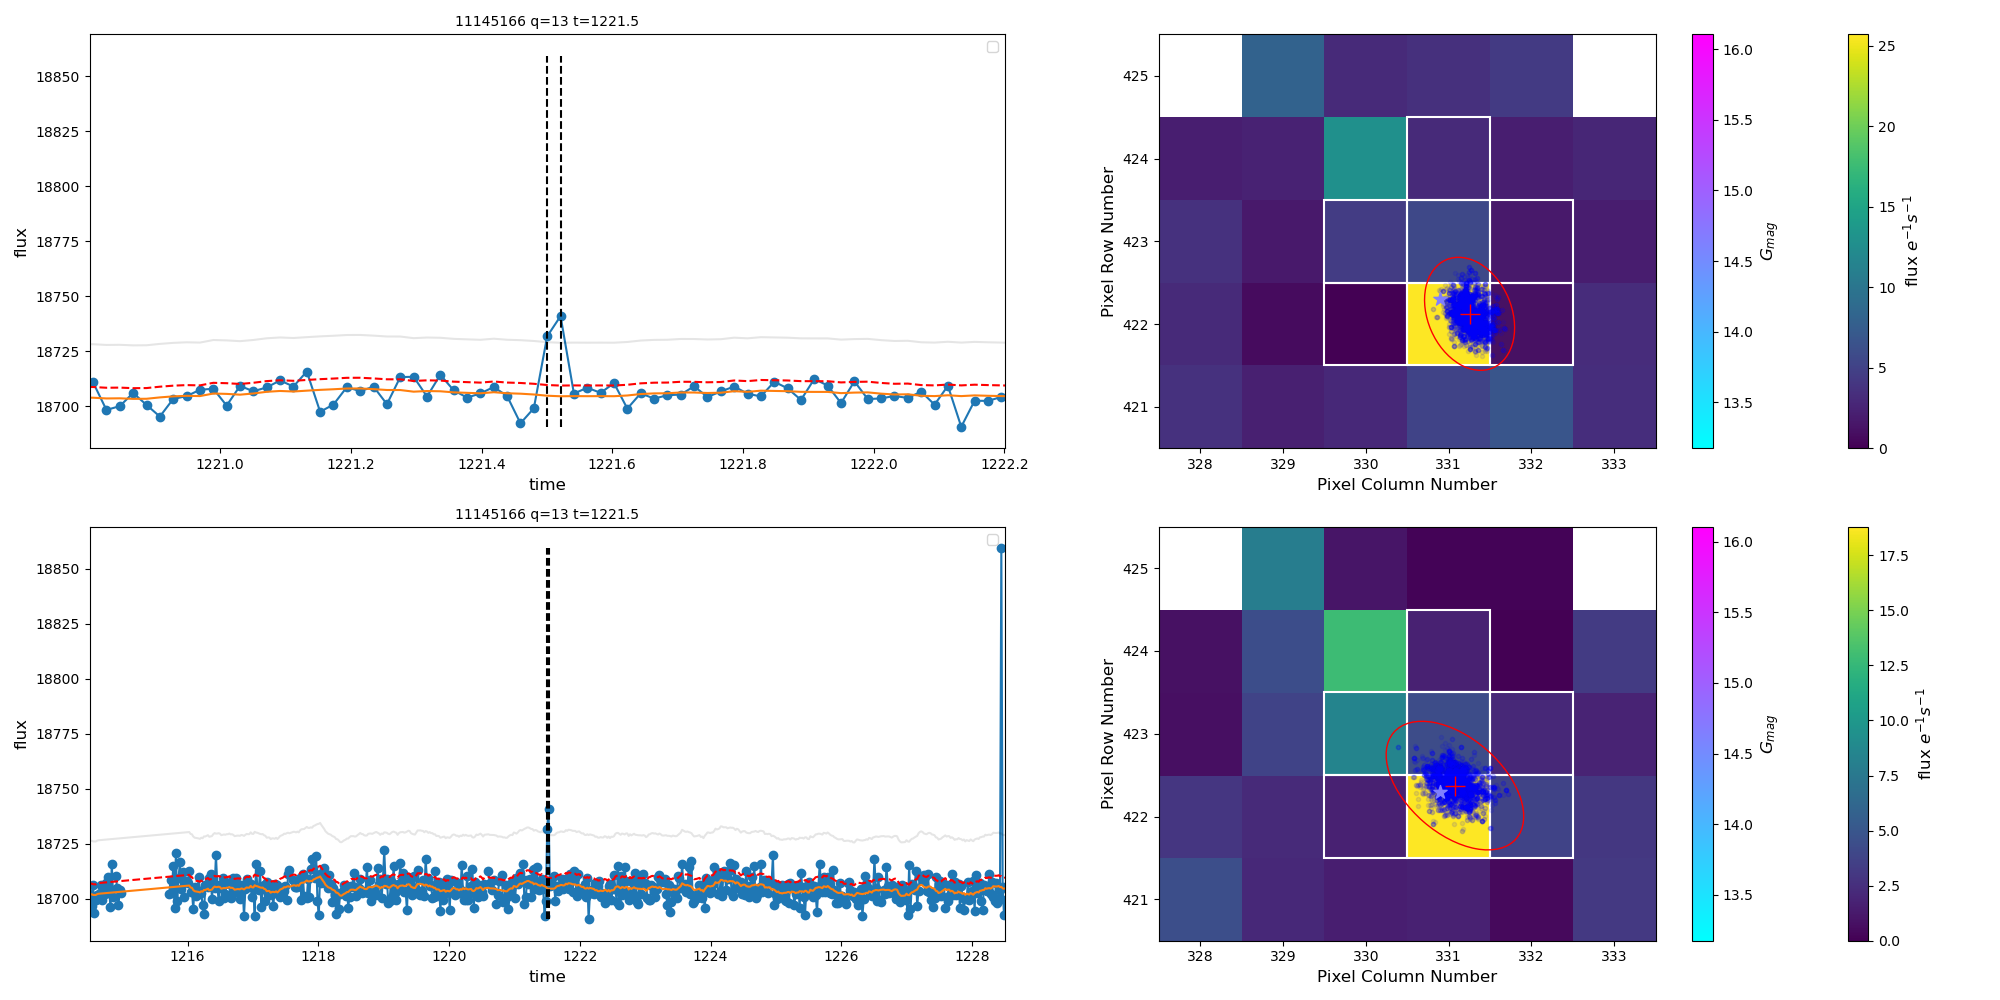 11145166 q=13 t=1221.5
flux
18850
18825
18800
18775
18750
18725
18700
1221.0 1221.2 1221.4 1221.6 1221.8 1222.0 1222.2
time
Pixel Row Number
425
424
423
422
421
328 329 330 331 332 333
Pixel Column Number
16.0
15.5
15.0
14.5
14.0
13.5
G_mag
25
20
15
10
5
0
flux e⁻¹s⁻¹
11145166 q=13 t=1221.5
flux
18850
18825
18800
18775
18750
18725
18700
1216 1218 1220 1222 1224 1226 1228
time
Pixel Row Number
425
424
423
422
421
328 329 330 331 332 333
Pixel Column Number
16.0
15.5
15.0
14.5
14.0
13.5
G_mag
17.5
15.0
12.5
10.0
7.5
5.0
2.5
0.0
flux e⁻¹s⁻¹